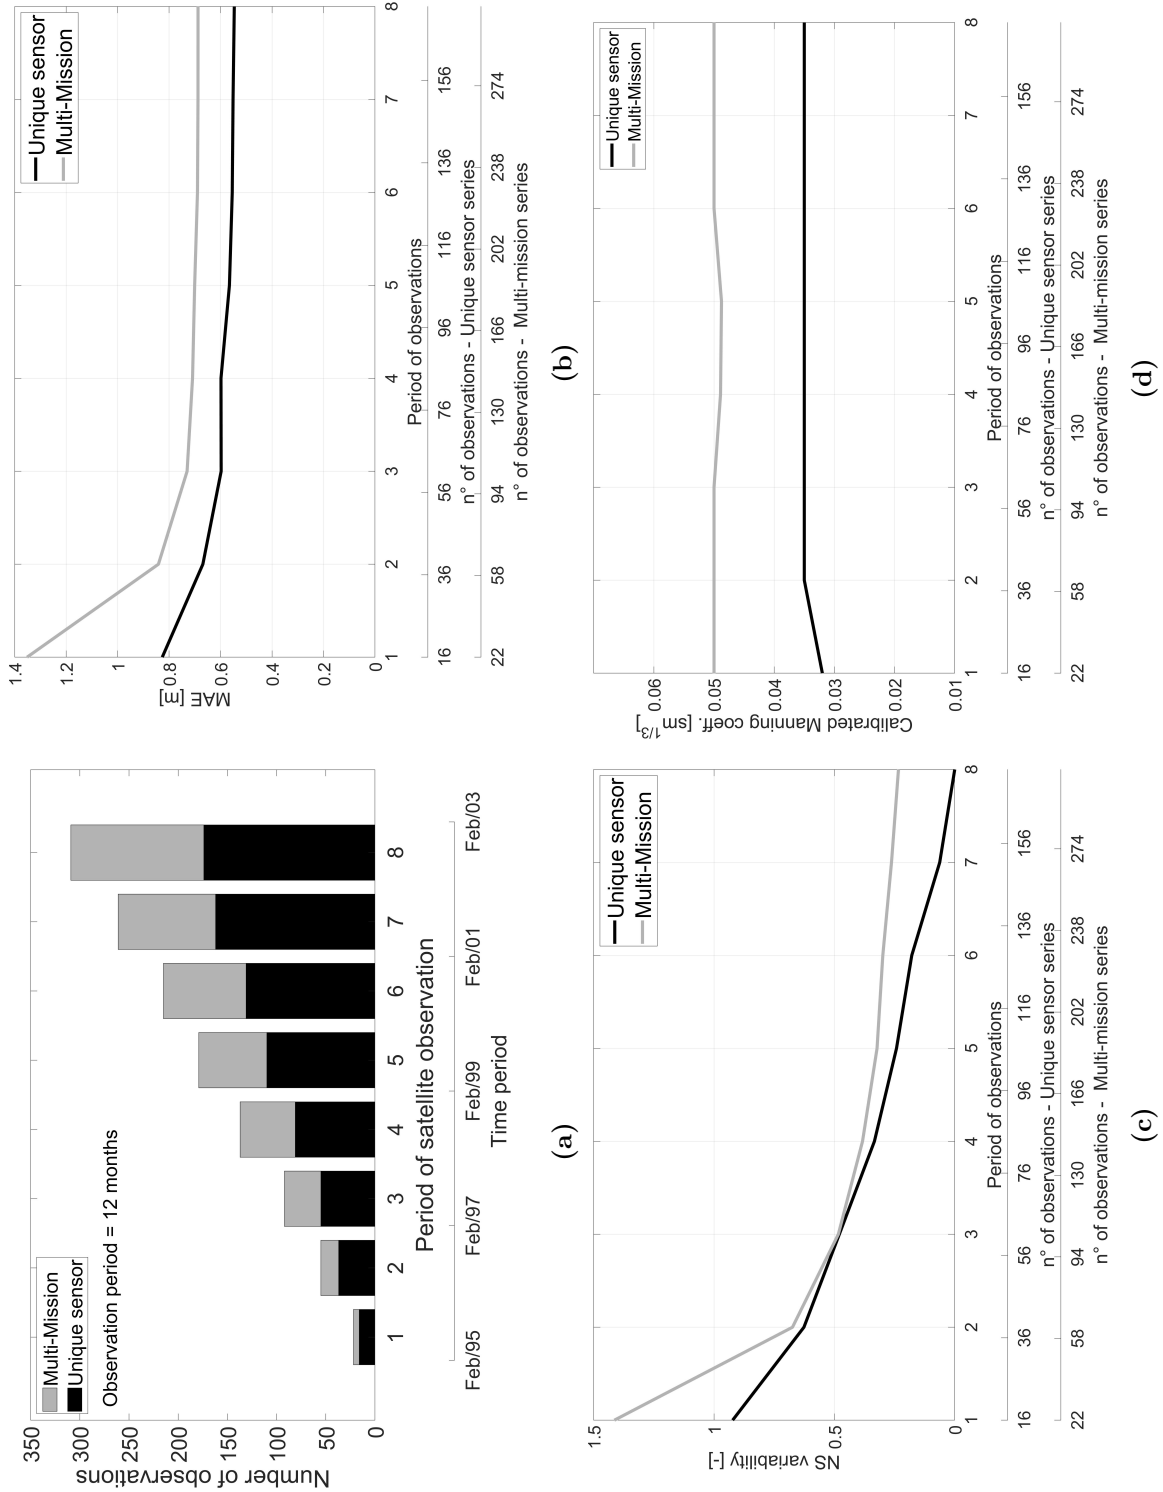 350
300
250
200
150
100
50
0
Number of observations
Multi-Mission
Unique sensor
Observation period = 12 months
1 2 3 4 5 6 7 8
Period of satellite observation
Feb/95 Feb/97 Feb/99 Feb/01 Feb/03
Time period
(a)
1.4
1.2
1
0.8
0.6
0.4
0.2
0
MAE [m]
Unique sensor
Multi-Mission
1 2 3 4 5 6 7 8
Period of observations
16 36 56 76 96 116 136 156
n° of observations - Unique sensor series
22 58 94 130 166 202 238 274
n° of observations - Multi-mission series
(b)
1.5
1
0.5
0
NS variability [-]
Unique sensor
Multi-Mission
1 2 3 4 5 6 7 8
Period of observations
16 36 56 76 96 116 136 156
n° of observations - Unique sensor series
22 58 94 130 166 202 238 274
n° of observations - Multi-mission series
(c)
0.06
0.05
0.04
0.03
0.02
0.01
Calibrated Manning coeff. [sm1/3]
Unique sensor
Multi-Mission
1 2 3 4 5 6 7 8
Period of observations
16 36 56 76 96 116 136 156
n° of observations - Unique sensor series
22 58 94 130 166 202 238 274
n° of observations - Multi-mission series
(d)